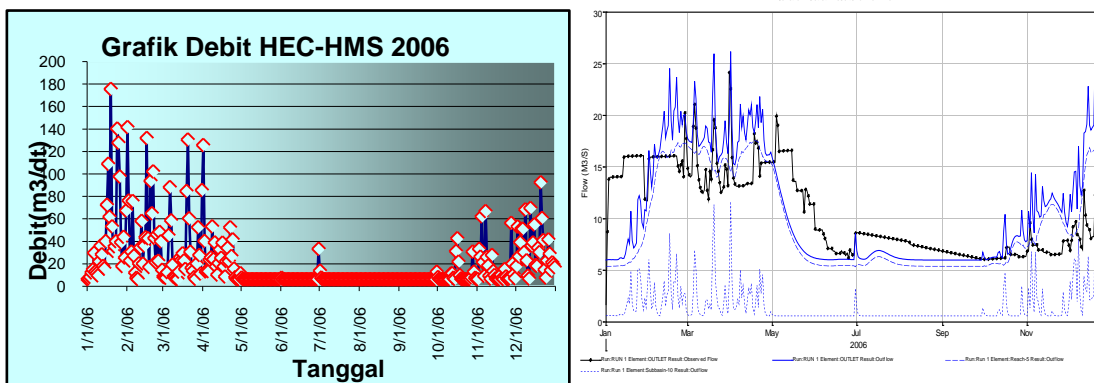 Grafik Debit HEC-HMS 2006
Debit(m3/dt.)
200
180
160
140
120
100
80
60
40
20
0
1/1/06
2/1/06
3/1/06
4/1/06
5/1/06
6/1/06
7/1/06
8/1/06
9/1/06
10/1/06
11/1/06
12/1/06
Tanggal
Flow (M3/S)
30
25
20
15
10
5
0
Jan
Mar
May
Jul
Sep
Nov
2006
Run:RUN 1 Element:OUTLET Result:Observed Flow
Run:RUN 1 Element:OUTLET Result:Outflow
Run:Run 1 Element:Reach-5 Result:Outflow
Run:Run 1 Element:Subbasin-10 Result:Outflow